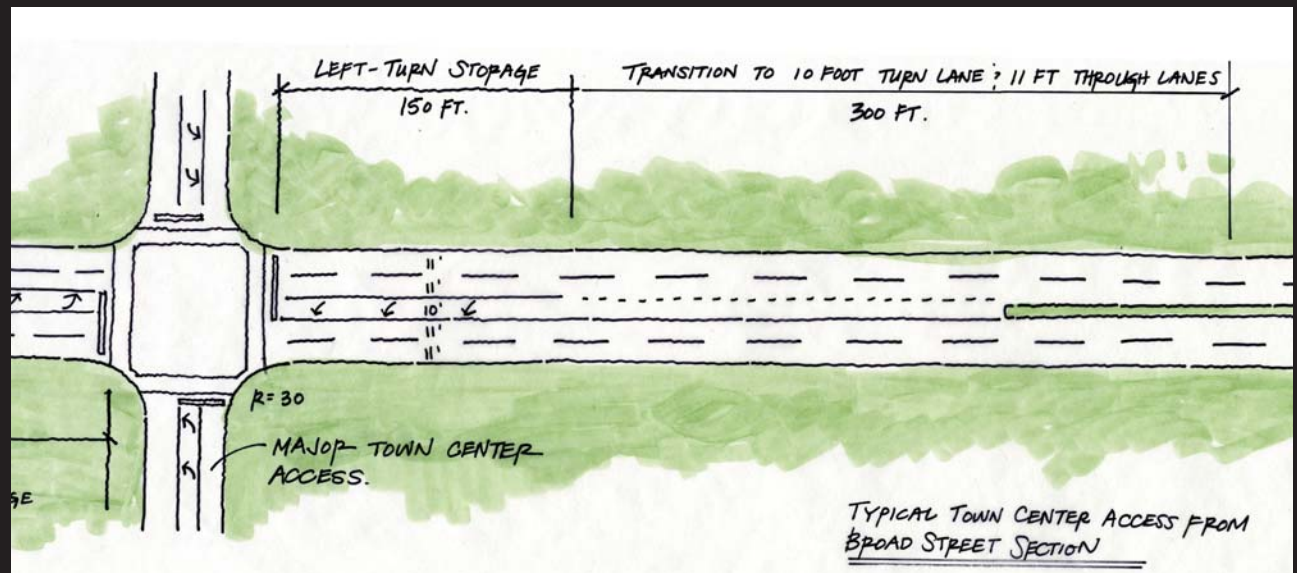 LEFT-TURN STORAGE
150 FT.
TRANSITION TO 10 FOOT TURN LANE; 11 FT THROUGH LANES
300 FT.
11
10
11
11
R=30
MAJOR TOWN CENTER
ACCESS.
GE
TYPICAL TOWN CENTER ACCESS FROM
BROAD STREET SECTION